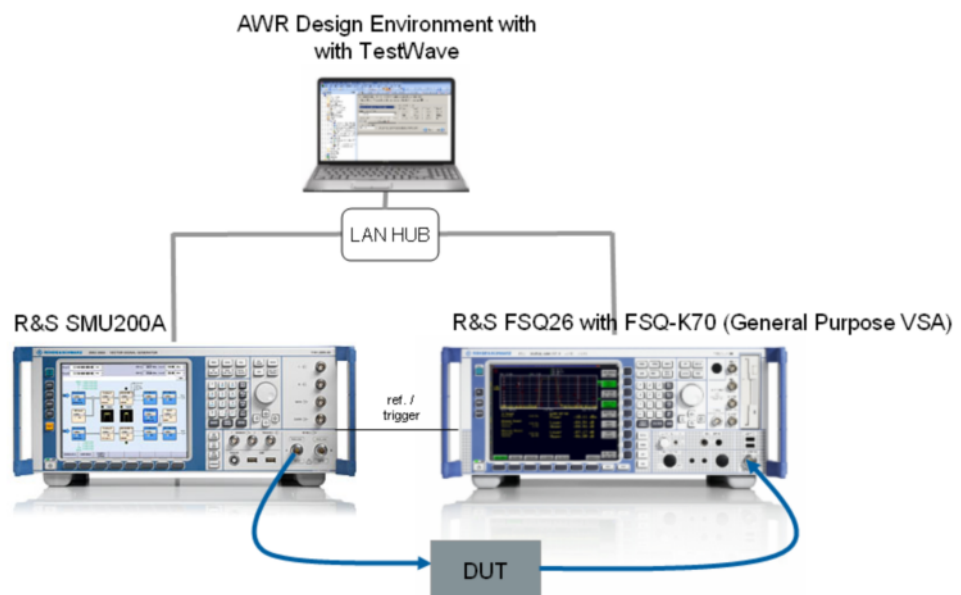 AWR Design Environment with
with TestWave
LAN HUB
R&S SMU200A
R&S FSQ26 with FSQ-K70 (General Purpose VSA)
ref. /
trigger
DUT